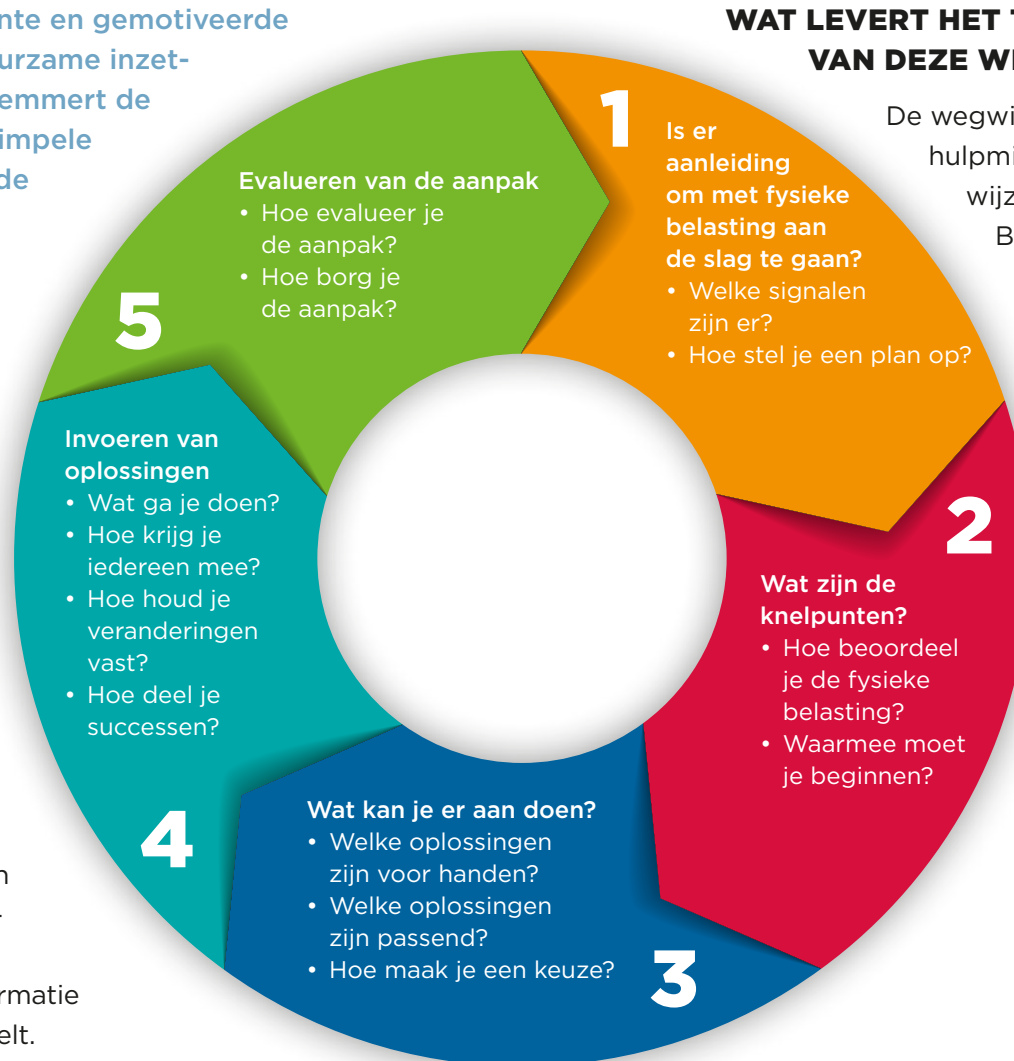 nte en gemotiveerde
urzame inzet-
emmert de
impele
de
WAT LEVERT HET
VAN DEZE
De
B
1
Is er
aanleiding
om met fysieke
belasting aan
de slag te gaan?
• Welke signalen
zijn er?
• Hoe stel je een plan op?
2
Wat zijn de
knelpunten?
• Hoe beoordeel
je de fysieke
belasting?
• Waarmee moet
je beginnen?
3
Wat kan je er aan doen?
• Welke oplossingen
zijn voor handen?
• Welke oplossingen
zijn passend?
• Hoe maak je een keuze?
4
Invoeren van
oplossingen
• Wat ga je doen?
• Hoe krijg je
iedereen mee?
• Hoe houd je
veranderingen
vast?
• Hoe deel je
successen?
5
Evalueren van de aanpak
• Hoe evalueer je
de aanpak?
• Hoe borg je
de aanpak?
rmatie
elt.